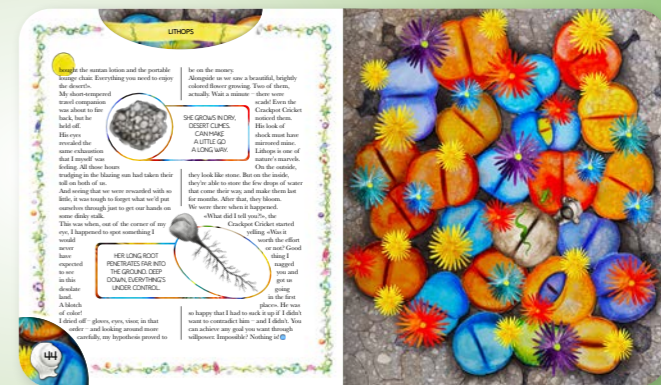 LITHOPS
bought the suntan lotion and the portable
lounge chair. Everything you need to enjoy
the desert!».
My short-tempered
travel companion
was about to fire
back, but he
held off.
His eyes
revealed the
same exhaustion
that I myself was
feeling. All those hours
trudging in the blazing sun had taken their
toll on both of us.
And seeing that we were rewarded with so
little, it was tough to forget what we'd put
ourselves through just to get our hands on
some dinky stalk.
This was when, out of the corner of my
eye, I happened to spot something I
would
never
have
expected
to see
in this
desolate
land.
A blotch
of color!
I dried off – gloves, eyes, visor, in that
order – and looking around more
carefully, my hypothesis proved to
be on the money.
Alongside us we saw a beautiful, brightly
colored flower growing. Two of them,
actually. Wait a minute – there were
scads! Even the
Crackpot Cricket
noticed them.
His look of
shock must have
mirrored mine.
Lithops is one of
nature's marvels.
On the outside,
they look like stone. But on the inside,
they're able to store the few drops of water
that come their way, and make them last
for months. After that, they bloom.
We were there when it happened.
«What did I tell you?!», the
Crackpot Cricket started
yelling «Was it
worth the effort
or not? Good
thing I
nagged
you and
got us
going
in the first
place». He was
so happy that I had to suck it up if I didn't
want to contradict him – and I didn't. You
can achieve any goal you want through
willpower. Impossible? Nothing is!
SHE GROWS IN DRY,
DESERT CLIMES.
CAN MAKE
A LITTLE GO
A LONG WAY.
HER LONG ROOT
PENETRATES FAR INTO
THE GROUND. DEEP
DOWN, EVERYTHING'S
UNDER CONTROL.
44